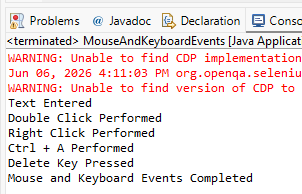 Problems @ Javadoc Declaration Conso
<terminated> MouseAndKeyboardEvents [Java Applicat
WARNING: Unable to find CDP implementation
Jun 06, 2026 4:11:03 PM org.openqa.seleniu
WARNING: Unable to find version of CDP to
Text Entered
Double Click Performed
Right Click Performed
Ctrl + A Performed
Delete Key Pressed
Mouse and Keyboard Events Completed